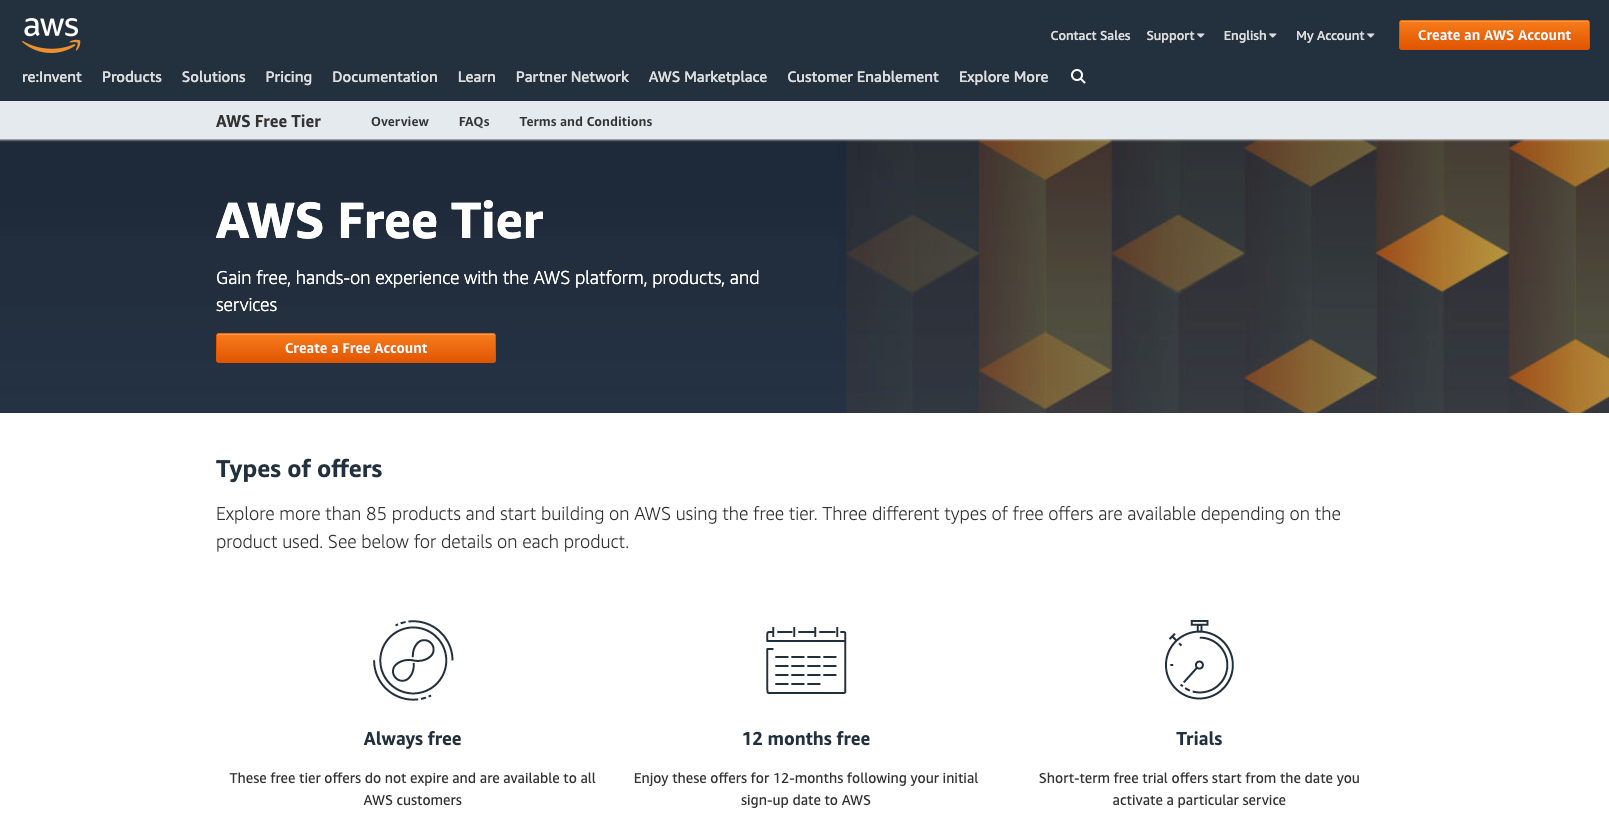 aws
Contact Sales Support English My Account Create an AWS Account
re:Invent Products Solutions Pricing Documentation Learn Partner Network AWS Marketplace Customer Enablement Explore More
AWS Free Tier Overview FAQs Terms and Conditions
AWS Free Tier
Gain free, hands-on experience with the AWS platform, products, and
services
Create a Free Account
Types of offers
Explore more than 85 products and start building on AWS using the free tier. Three different types of free offers are available depending on the
product used. See below for details on each product.
Always free
These free tier offers do not expire and are available to all
AWS customers
12 months free
Enjoy these offers for 12-months following your initial
sign-up date to AWS
Trials
Short-term free trial offers start from the date you
activate a particular service